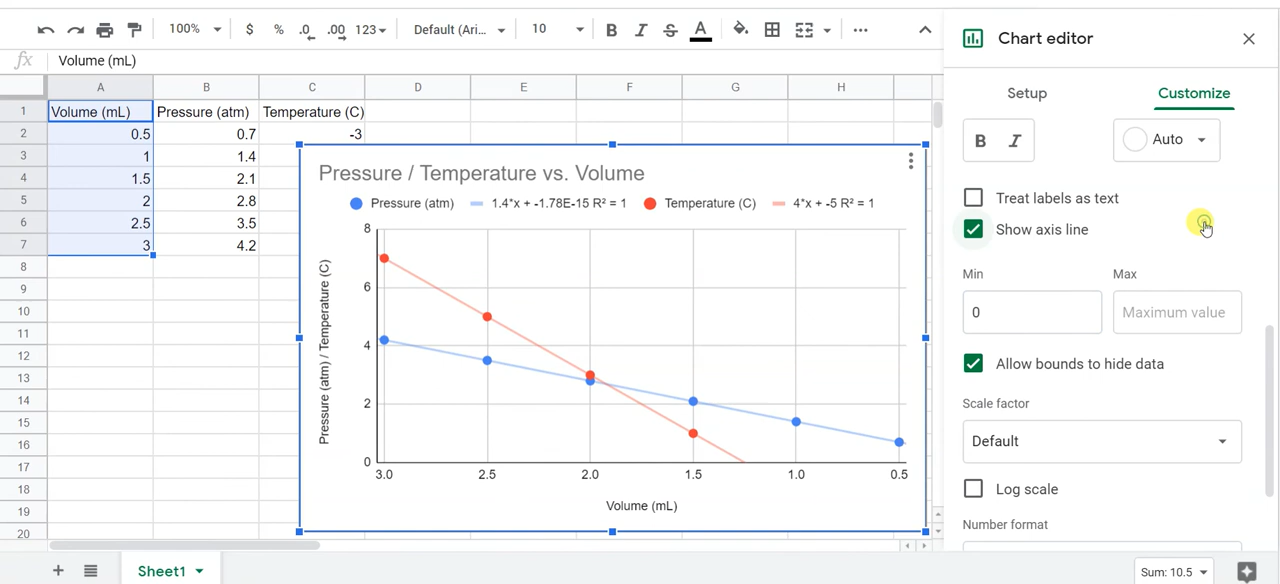 100% $ % .0 .00 123 Default (Ari... 10 B I S A ...
fx Volume (mL)
A B C D E F G H
1 Volume (mL) Pressure (atm) Temperature (C)
2 0.5 0.7 -3
3 1 1.4
4 1.5 2.1
5 2 2.8
6 2.5 3.5
7 3 4.2
8
9
10
11
12
13
14
15
16
17
18
19
20
Pressure / Temperature vs. Volume
Pressure (atm) 1.4*x + -1.78E-15 R² = 1 Temperature (C) 4*x + -5 R² = 1
Pressure (atm) / Temperature (C)
8
6
4
2
0
3.0 2.5 2.0 1.5 1.0 0.5
Volume (mL)
Sheet1
Sum: 10.5
Chart editor
Setup Customize
B I Auto
Treat labels as text
Show axis line
Min Max
0 Maximum value
Allow bounds to hide data
Scale factor
Default
Log scale
Number format